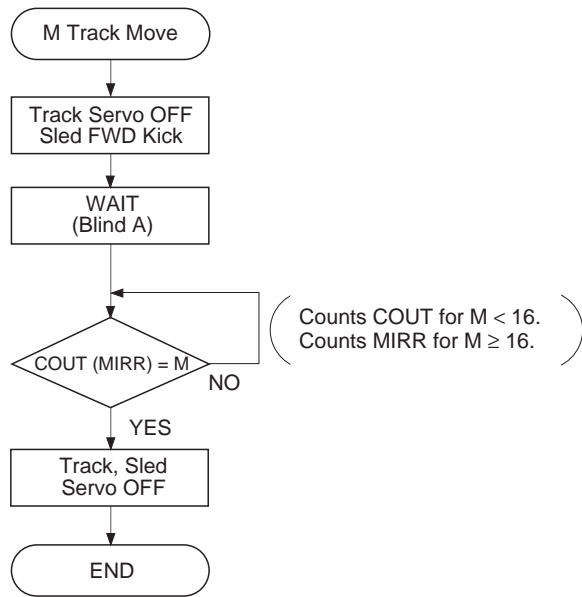 M Track Move
Track Servo OFF
Sled FWD Kick
WAIT
(Blind A)
Counts COUT for M < 16.
Counts MIRR for M ≥ 16.
COUT (MIRR) = M
NO
YES
Track, Sled
Servo OFF
END